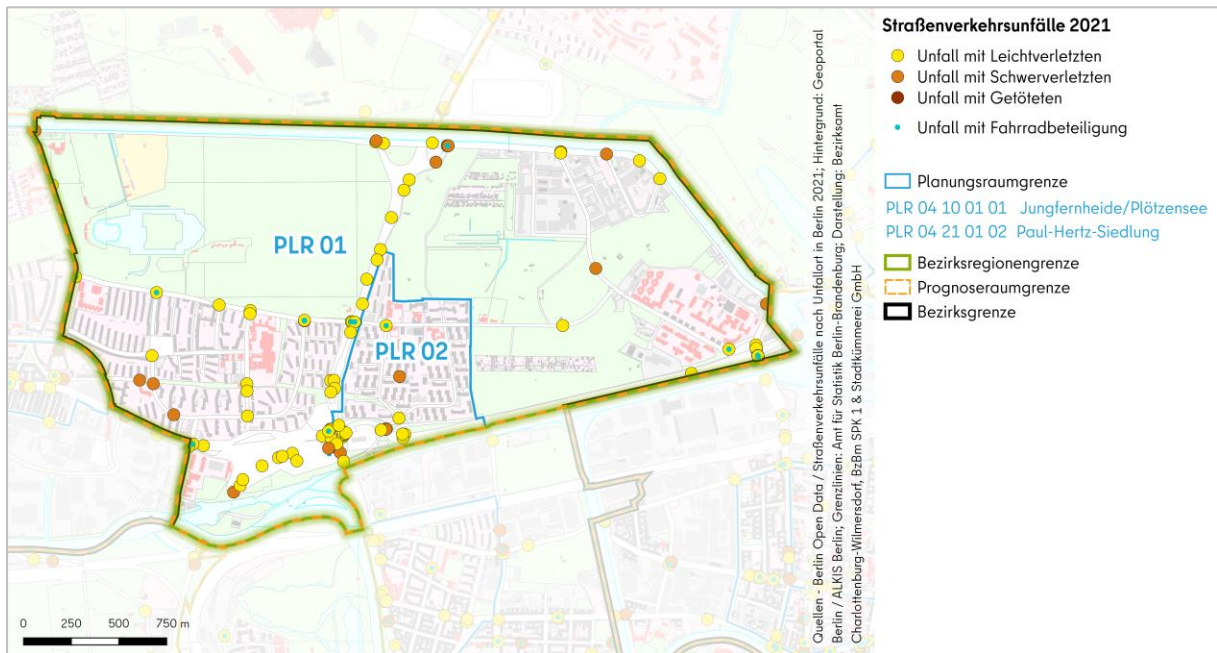 Straßenverkehrsunfälle 2021
Unfall mit Leichtverletzten
Unfall mit Schwerverletzten
Unfall mit Getöteten
Unfall mit Fahrradbeteiligung
Planungsraumgrenze
PLR 04 10 01 01 Jungfernheide/Plötzensee
PLR 04 21 01 02 Paul-Hertz-Siedlung
Bezirksregionengrenze
Prognoseraumgrenze
Bezirksgrenze
PLR 01
PLR 02
0 250 500 750 m
Quellen - Berlin Open Data / Straßenverkehrsunfälle nach Unfallort in Berlin 2021; Hintergrund: Geoportal
Berlin / ALKIS Berlin; Grenzlinien: Amt für Statistik Berlin-Brandenburg; Darstellung: Bezirksamt
Charlottenburg-Wilmersdorf, BzBm SPK 1 & Stadtkümmerei GmbH